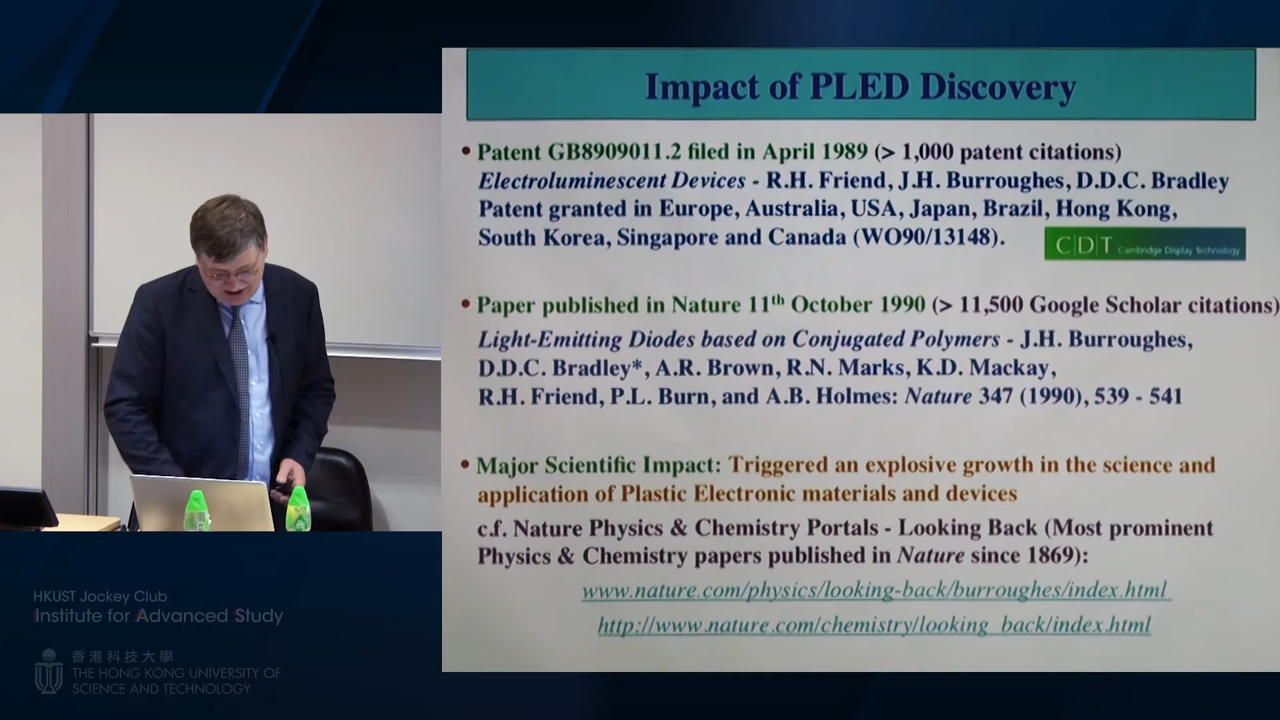 Impact of PLED Discovery
• Patent GB8909011.2 filed in April 1989 (> 1,000 patent citations)
Electroluminescent Devices - R.H. Friend, J.H. Burroughes, D.D.C. Bradley
Patent granted in Europe, Australia, USA, Japan, Brazil, Hong Kong,
South Korea, Singapore and Canada (WO90/13148).
C|D|T Cambridge Display Technology
• Paper published in Nature 11th October 1990 (> 11,500 Google Scholar citations)
Light-Emitting Diodes based on Conjugated Polymers - J.H. Burroughes,
D.D.C. Bradley*, A.R. Brown, R.N. Marks, K.D. Mackay,
R.H. Friend, P.L. Burn, and A.B. Holmes: Nature 347 (1990), 539 - 541
• Major Scientific Impact: Triggered an explosive growth in the science and
application of Plastic Electronic materials and devices
c.f. Nature Physics & Chemistry Portals - Looking Back (Most prominent
Physics & Chemistry papers published in Nature since 1869):
www.nature.com/physics/looking-back/burroughes/index.html
http://www.nature.com/chemistry/looking_back/index.html
HKUST Jockey Club
Institute for Advanced Study
香港科技大學
THE HONG KONG UNIVERSITY OF
SCIENCE AND TECHNOLOGY